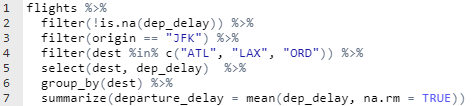 1 flights %>%
2   filter(!is.na(dep_delay)) %>%
3   filter(origin == "JFK") %>%
4   filter(dest %in% c("ATL", "LAX", "ORD")) %>%
5   select(dest, dep_delay)  %>%
6   group_by(dest) %>%
7   summarize(departure_delay = mean(dep_delay, na.rm = TRUE))